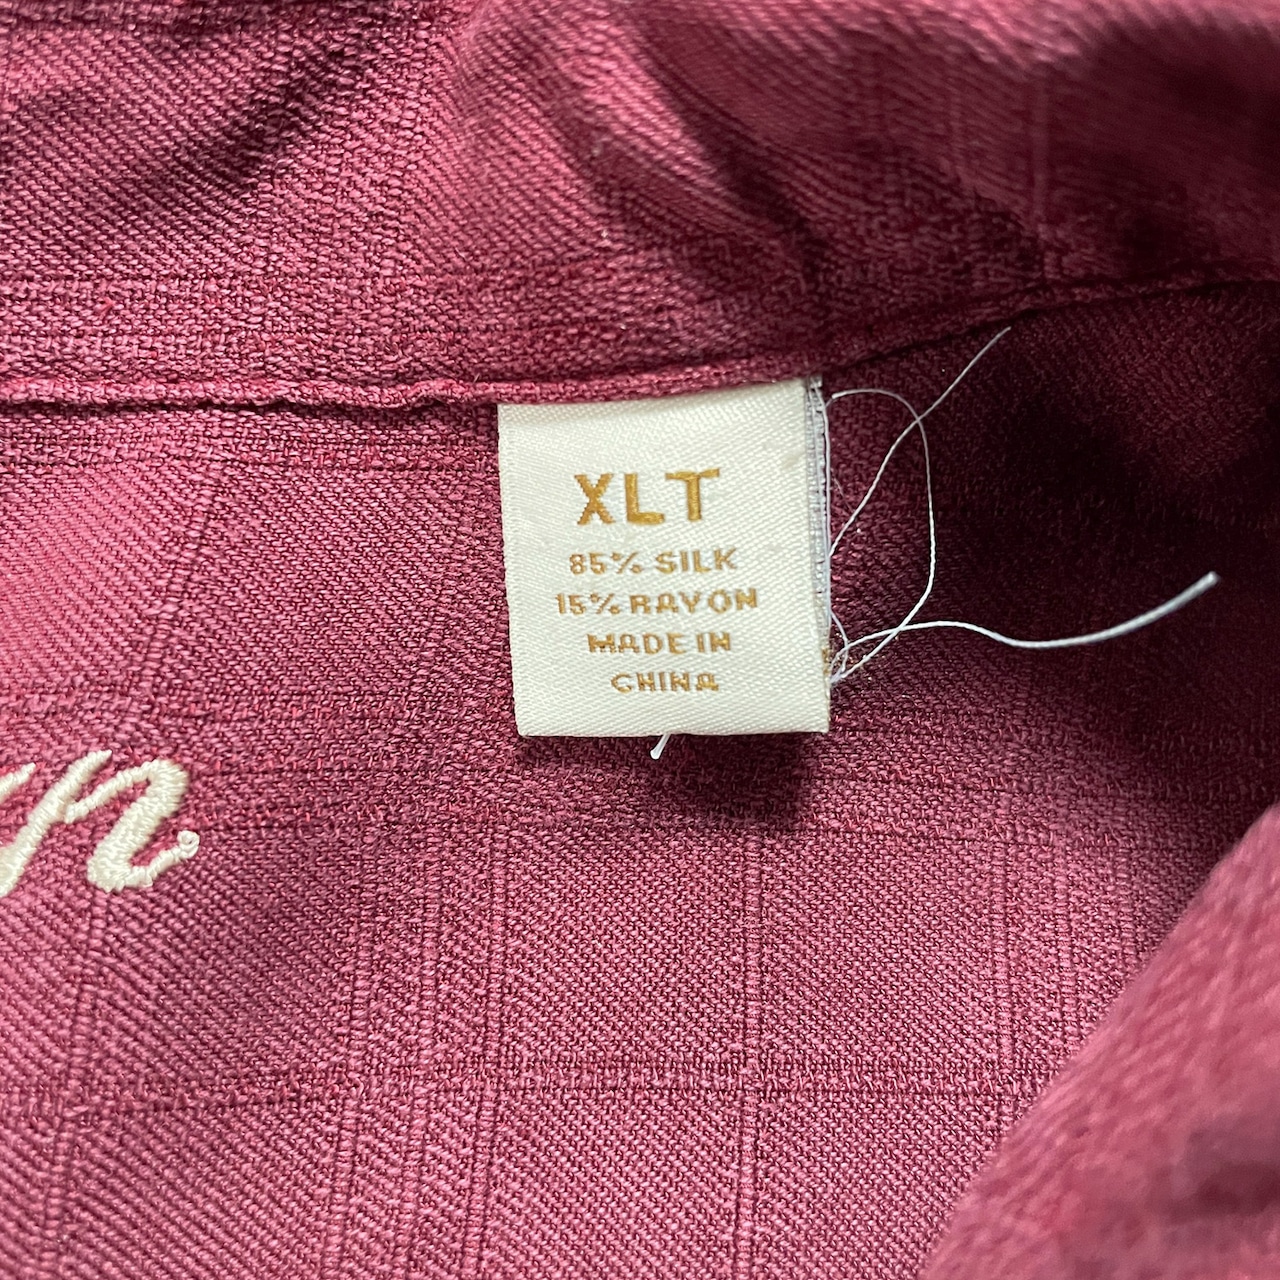 XLT
85% SILK
15% RAYON
MADE IN
CHINA